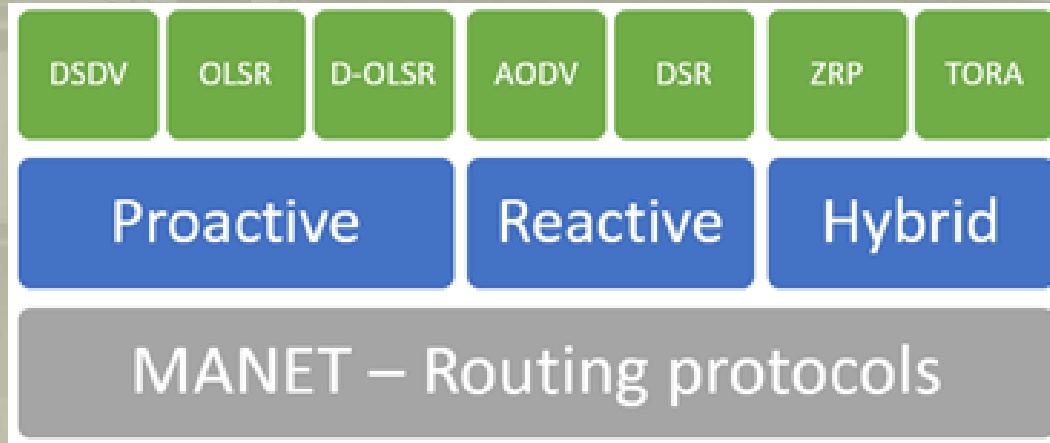 DSDV OLSR D-OLSR AODV DSR ZRP TORA
Proactive Reactive Hybrid
MANET – Routing protocols